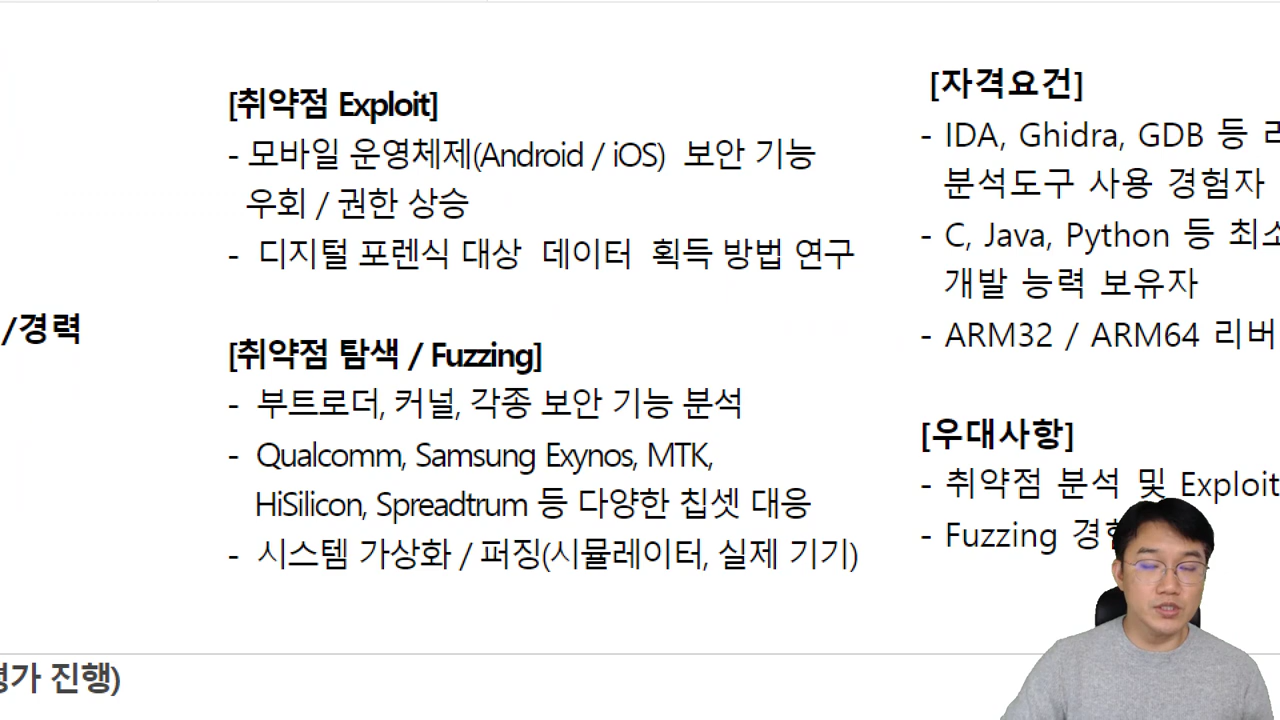 /경력
[취약점 Exploit]
- 모바일 운영체제(Android / iOS) 보안 기능
우회 / 권한 상승
- 디지털 포렌식 대상 데이터 획득 방법 연구
[취약점 탐색 / Fuzzing]
- 부트로더, 커널, 각종 보안 기능 분석
- Qualcomm, Samsung Exynos, MTK,
HiSilicon, Spreadtrum 등 다양한 칩셋 대응
- 시스템 가상화 / 퍼징(시뮬레이터, 실제 기기)
[자격요건]
- IDA, Ghidra, GDB 등
분석도구 사용 경험자
- C, Java, Python 등 최소
개발 능력 보유자
- ARM32 / ARM64 리버
[우대사항]
- 취약점 분석 및 Exploit
- Fuzzing
진행)